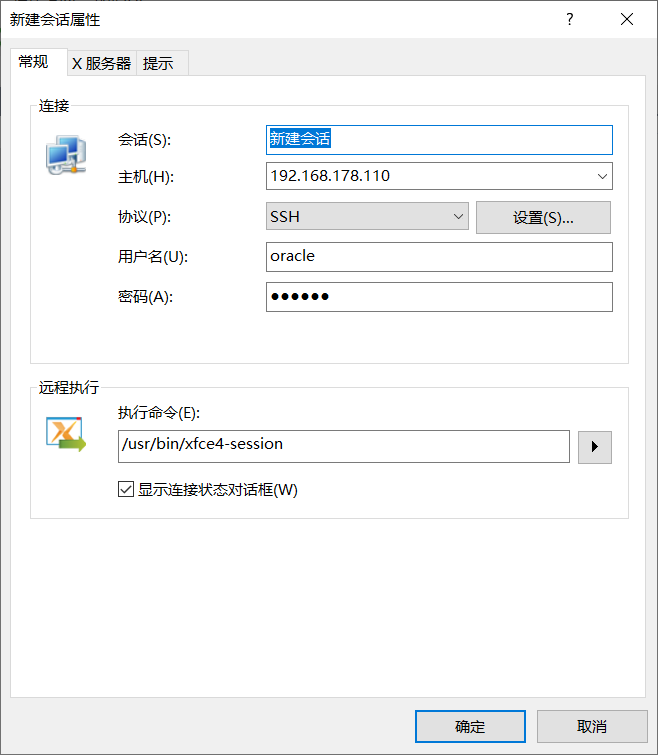 新建会话属性 ?
常规 X 服务器 提示
连接
会话(S): 新建会话
主机(H): 192.168.178.110
协议(P): SSH 设置(S)...
用户名(U): oracle
密码(A): ●●●●●●
远程执行
执行命令(E):
/usr/bin/xfce4-session
显示连接状态对话框(W)
确定 取消